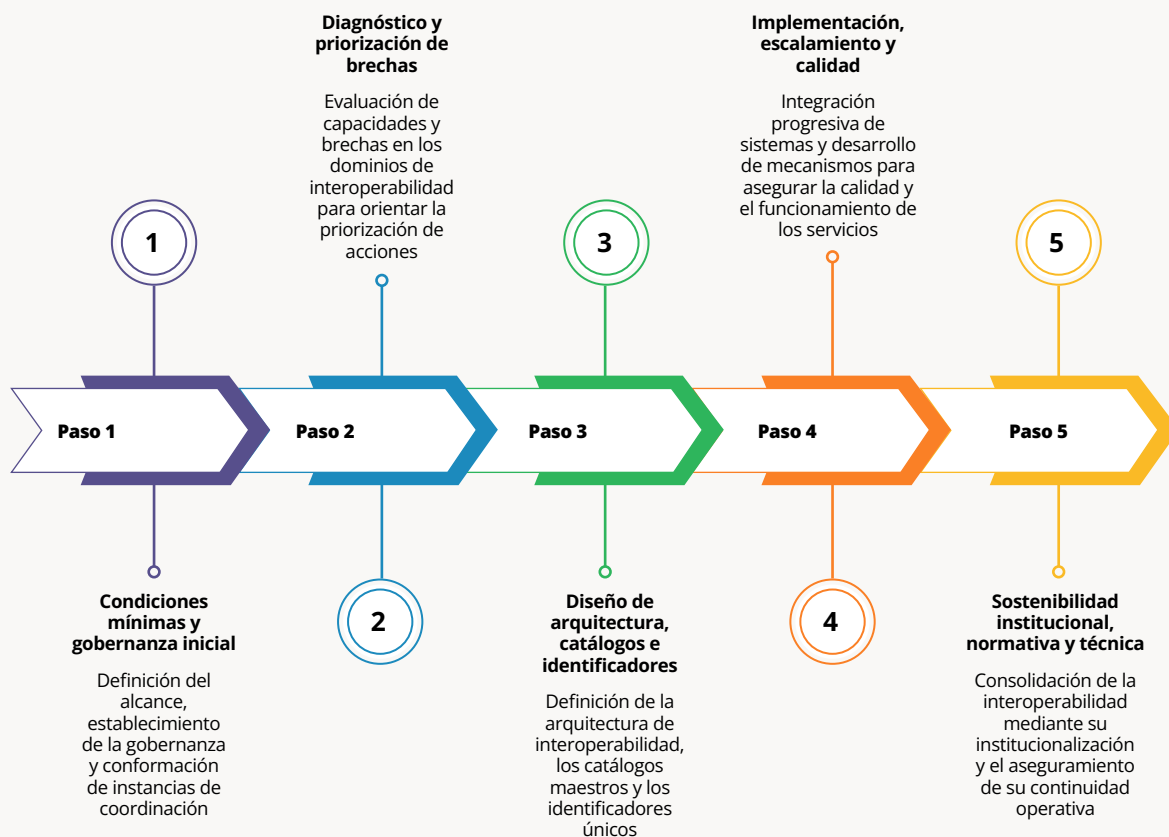 1
Paso 1
Condiciones
mínimas y
gobernanza inicial
Definición del
alcance,
establecimiento
de la gobernanza
y conformación
de instancias de
coordinación
Diagnóstico y
priorización de
brechas
Evaluación de
capacidades y
brechas en los
dominios de
interoperabilidad
para orientar la
priorización de
acciones
Paso 2
2
3
Paso 3
Diseño de
arquitectura,
catálogos e
identificadores
Definición de la
arquitectura de
interoperabilidad,
los catálogos
maestros y los
identificadores
únicos
Implementación,
escalamiento y
calidad
Integración
progresiva de
sistemas y desarrollo
de mecanismos para
asegurar la calidad y
el funcionamiento de
los servicios
Paso 4
4
5
Paso 5
Sostenibilidad
institucional,
normativa y técnica
Consolidación de la
interoperabilidad
mediante su
institucionalización
y el aseguramiento
de su continuidad
operativa